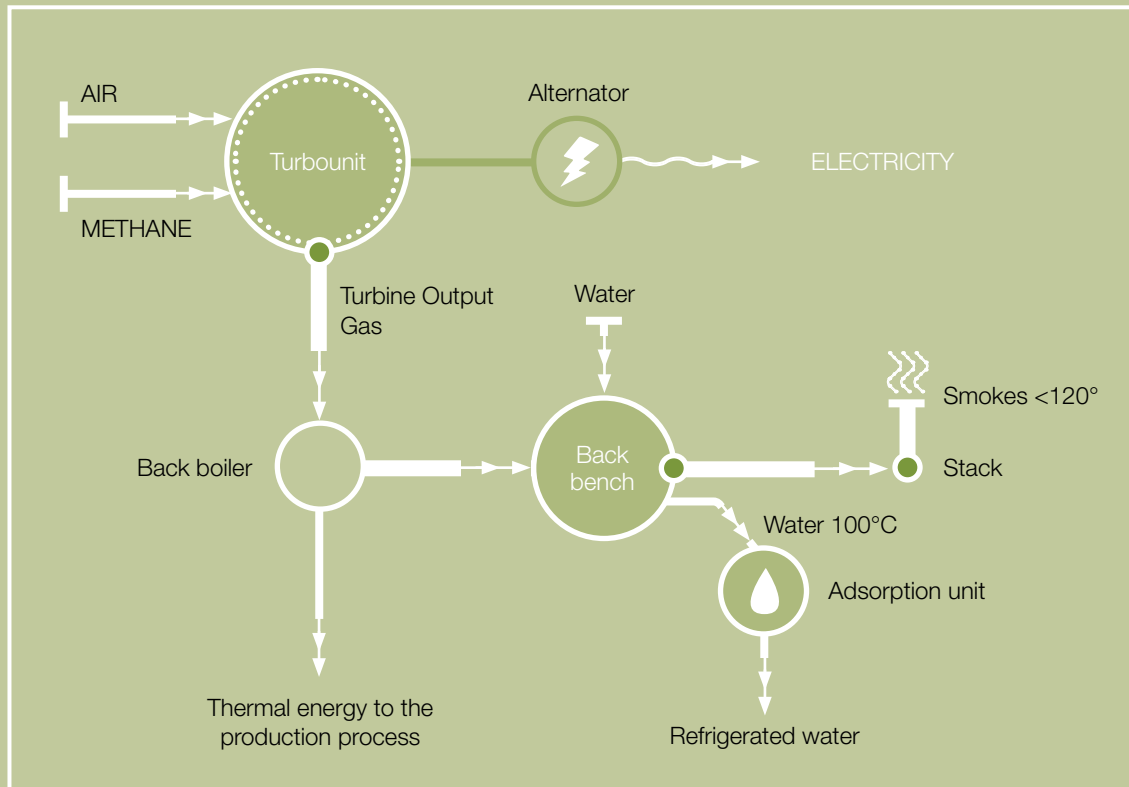 AIR
Alternator
Turbounit
ELECTRICITY
METHANE
Turbine Output
Gas
Water
Smokes <120°
Back boiler
Back
bench
Stack
Water 100°C
Adsorption unit
Thermal energy to the
production process
Refrigerated water